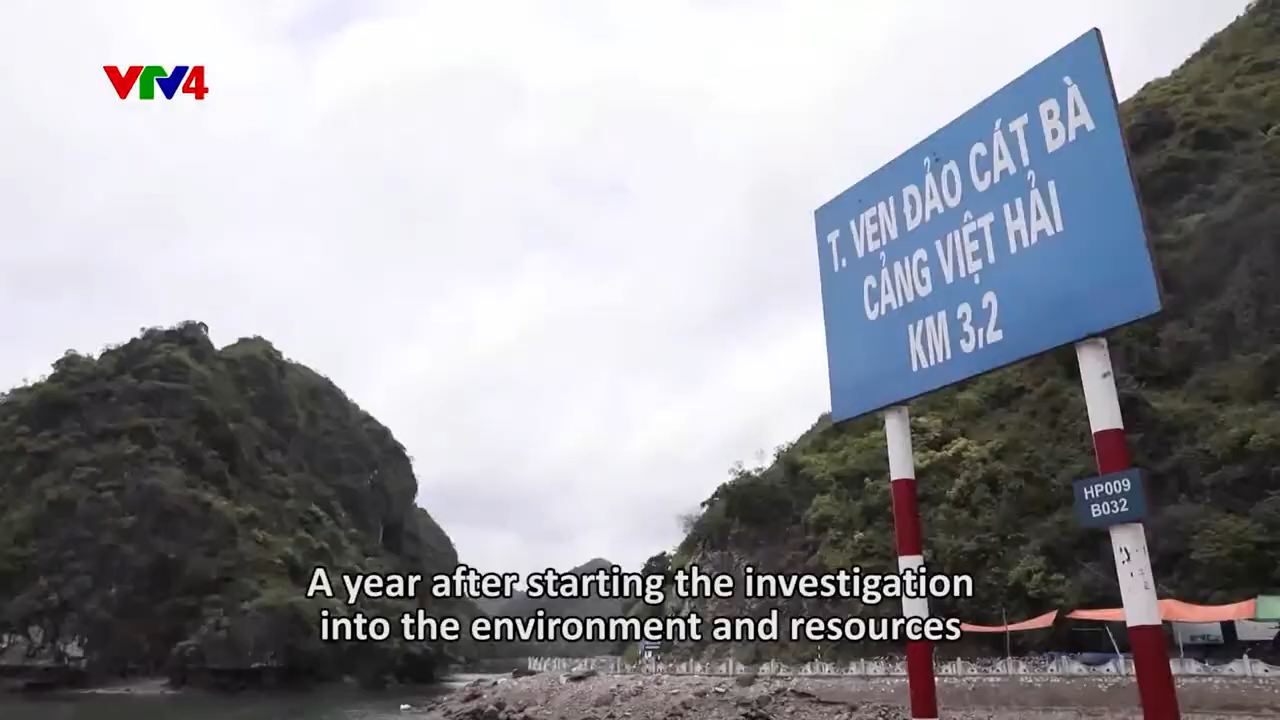 VTV4
T. VEN ĐẢO CÁT BÀ
CẢNG VIỆT HẢI
KM 3,2
HP009
B032
A year after starting the investigation
into the environment and resources